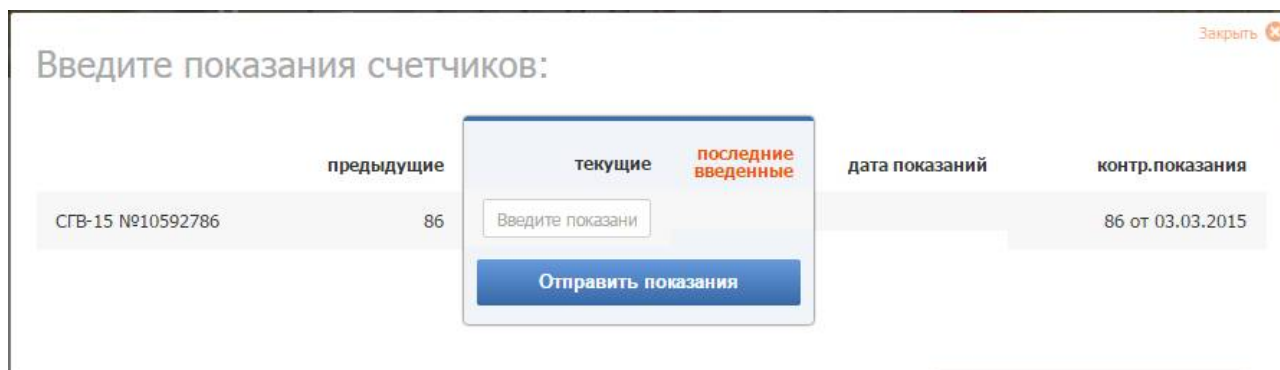 Закрыть
Введите показания счетчиков:
предыдущие текущие последние введенные дата показаний контр.показания
СГВ-15 №10592786 86 Введите показани 86 от 03.03.2015
Отправить показания